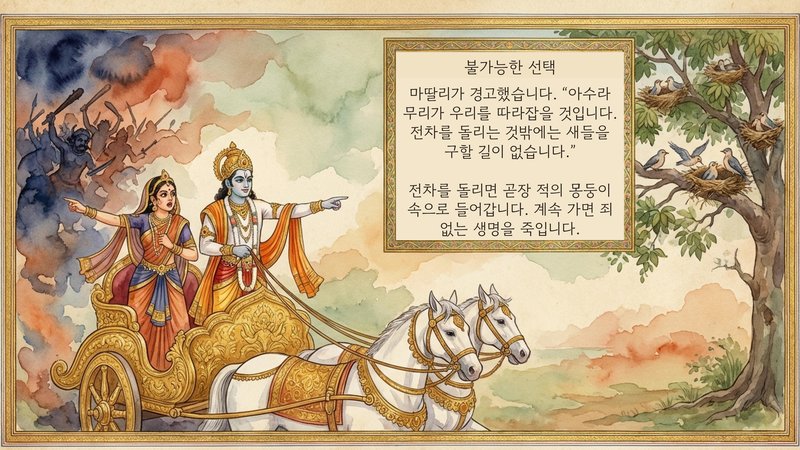 불가능한 선택
마딸리가 경고했습니다. “아수라
무리가 우리를 따라잡을 것입니다.
전차를 돌리는 것밖에는 새들을
구할 길이 없습니다.”
전차를 돌리면 곧장 적의 몽둥이
속으로 들어갑니다. 계속 가면 죄
없는 생명을 죽입니다.